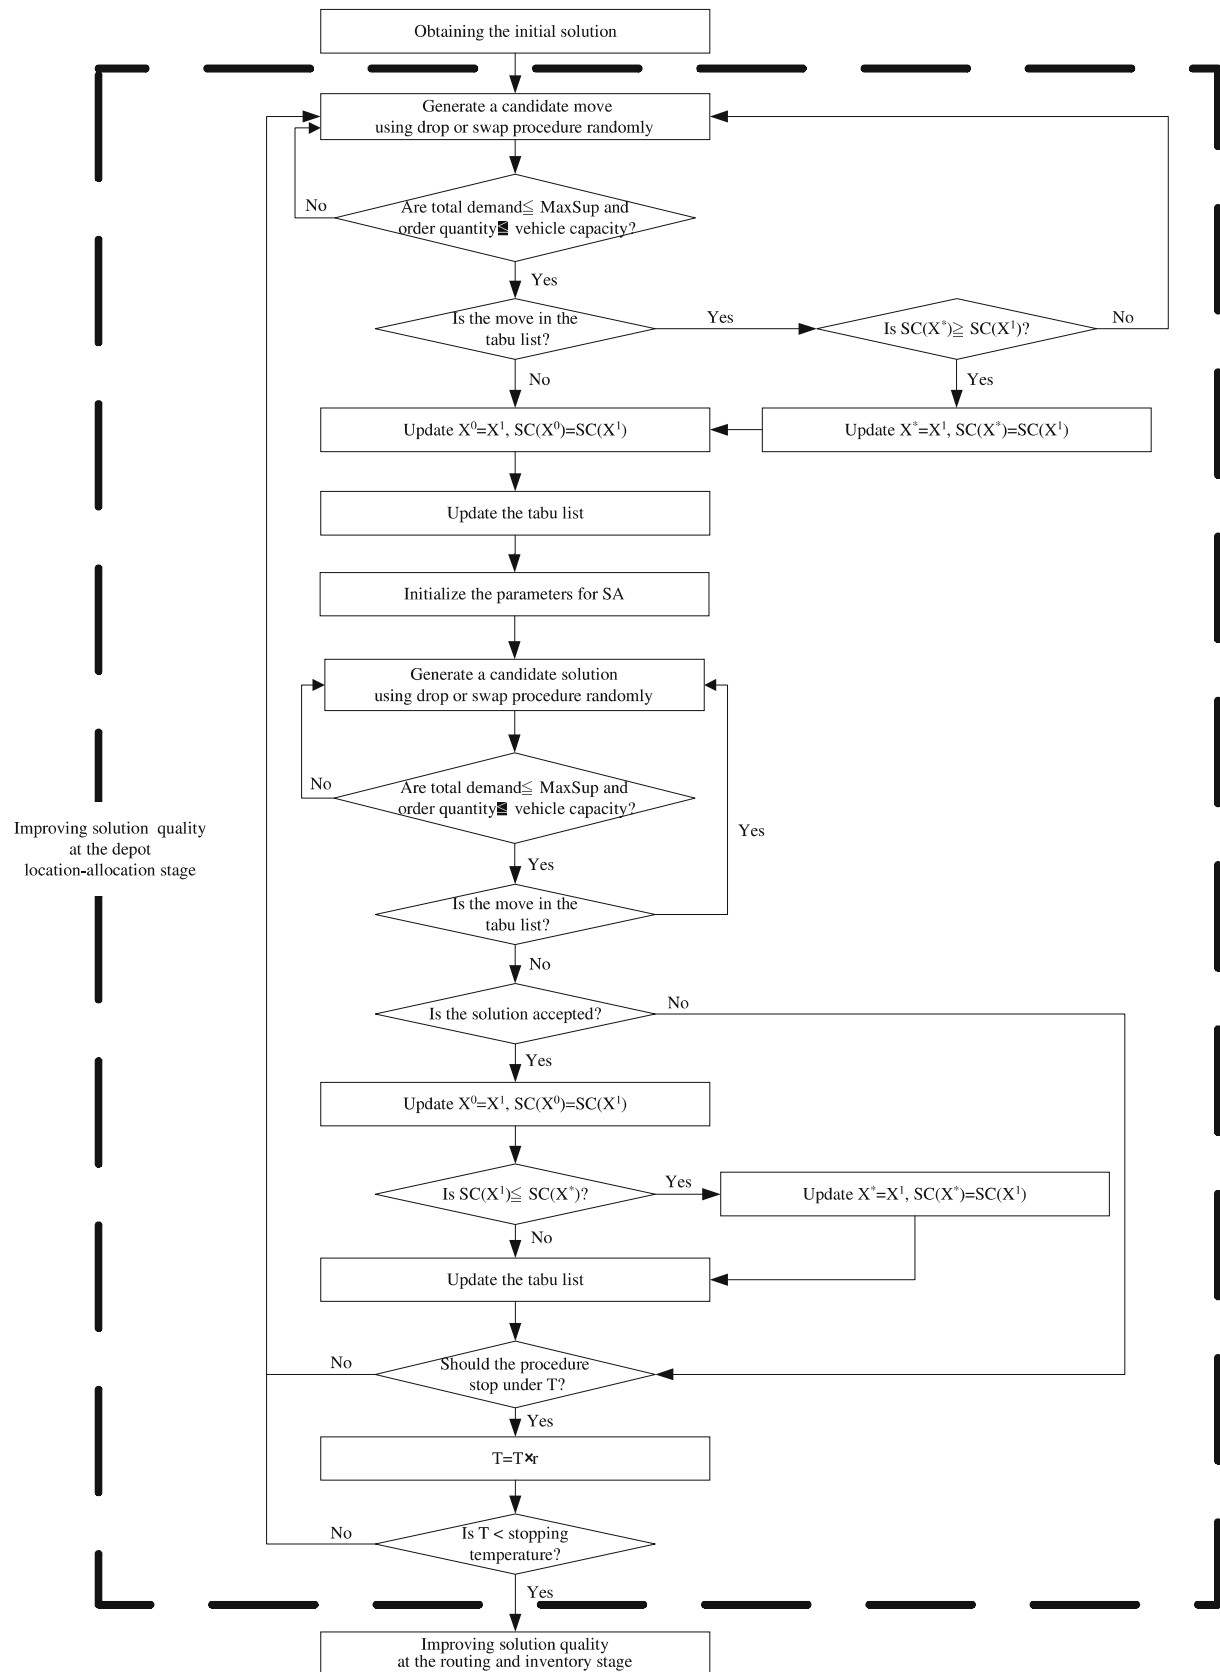 Obtaining the initial solution
Generate a candidate move
using drop or swap procedure randomly
No
Are total demand≦ MaxSup and
order quantity≦ vehicle capacity?
Yes
Is the move in the
tabu list?
Yes
Is SC(X*)≧ SC(X¹)?
No
No
Yes
Update X⁰=X¹, SC(X⁰)=SC(X¹)
Update X*=X¹, SC(X*)=SC(X¹)
Update the tabu list
Initialize the parameters for SA
Generate a candidate solution
using drop or swap procedure randomly
No
Are total demand≦ MaxSup and
order quantity≦ vehicle capacity?
Yes
Improving solution quality
at the depot
location-allocation stage
Yes
Is the move in the
tabu list?
No
Is the solution accepted?
No
Yes
Update X⁰=X¹, SC(X⁰)=SC(X¹)
Is SC(X¹)≦ SC(X*)?
Yes
Update X*=X¹, SC(X*)=SC(X¹)
No
Update the tabu list
No
Should the procedure
stop under T?
Yes
T=T×r
No
Is T < stopping
temperature?
Yes
Improving solution quality
at the routing and inventory stage